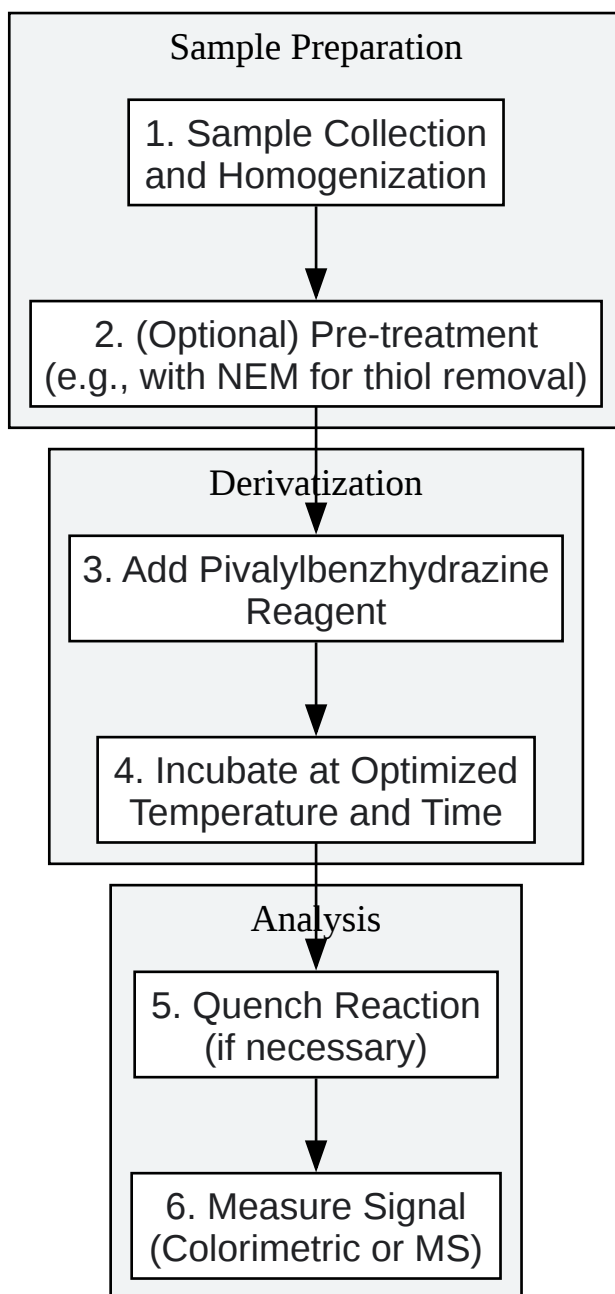 Sample Preparation
1. Sample Collection
and Homogenization
2. (Optional) Pre-treatment
(e.g., with NEM for thiol removal)
Derivatization
3. Add Pivalylbenzhydrazine
Reagent
4. Incubate at Optimized
Temperature and Time
Analysis
5. Quench Reaction
(if necessary)
6. Measure Signal
(Colorimetric or MS)